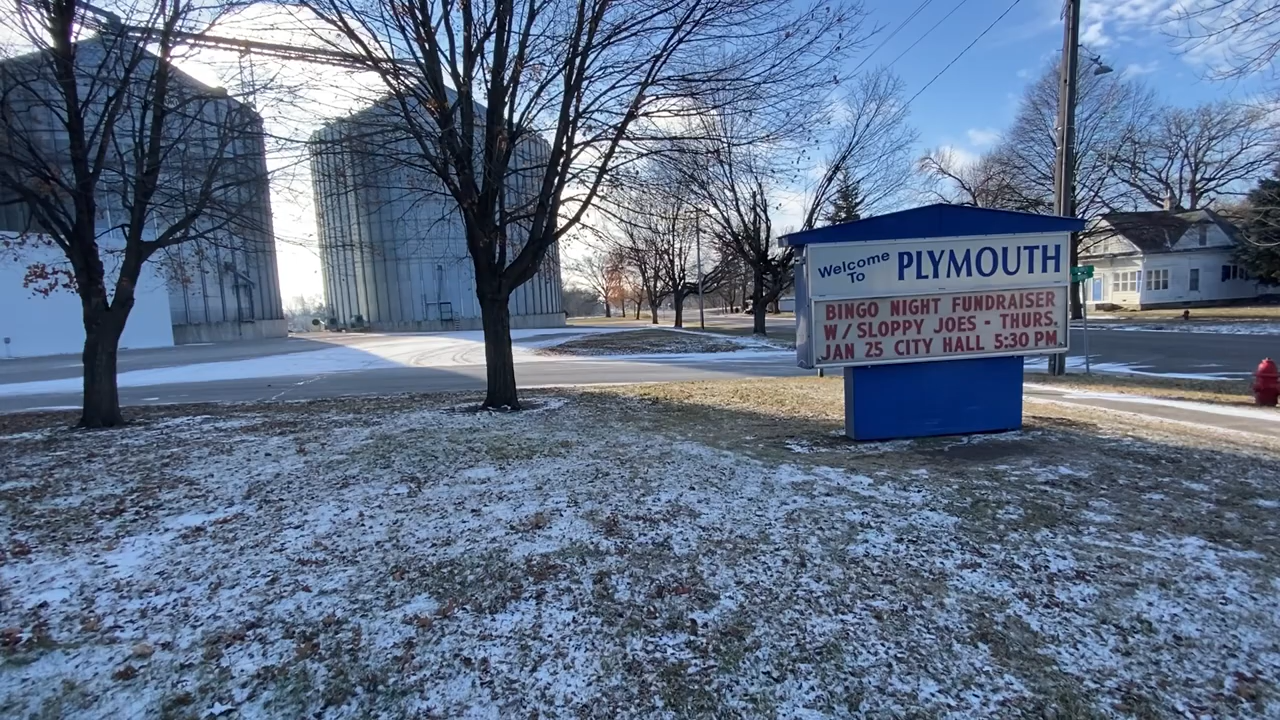 Welcome
To
PLYMOUTH
BINGO NIGHT FUNDRAISER
W/SLOPPY JOES - THURS.
JAN 25 CITY HALL 5:30 PM